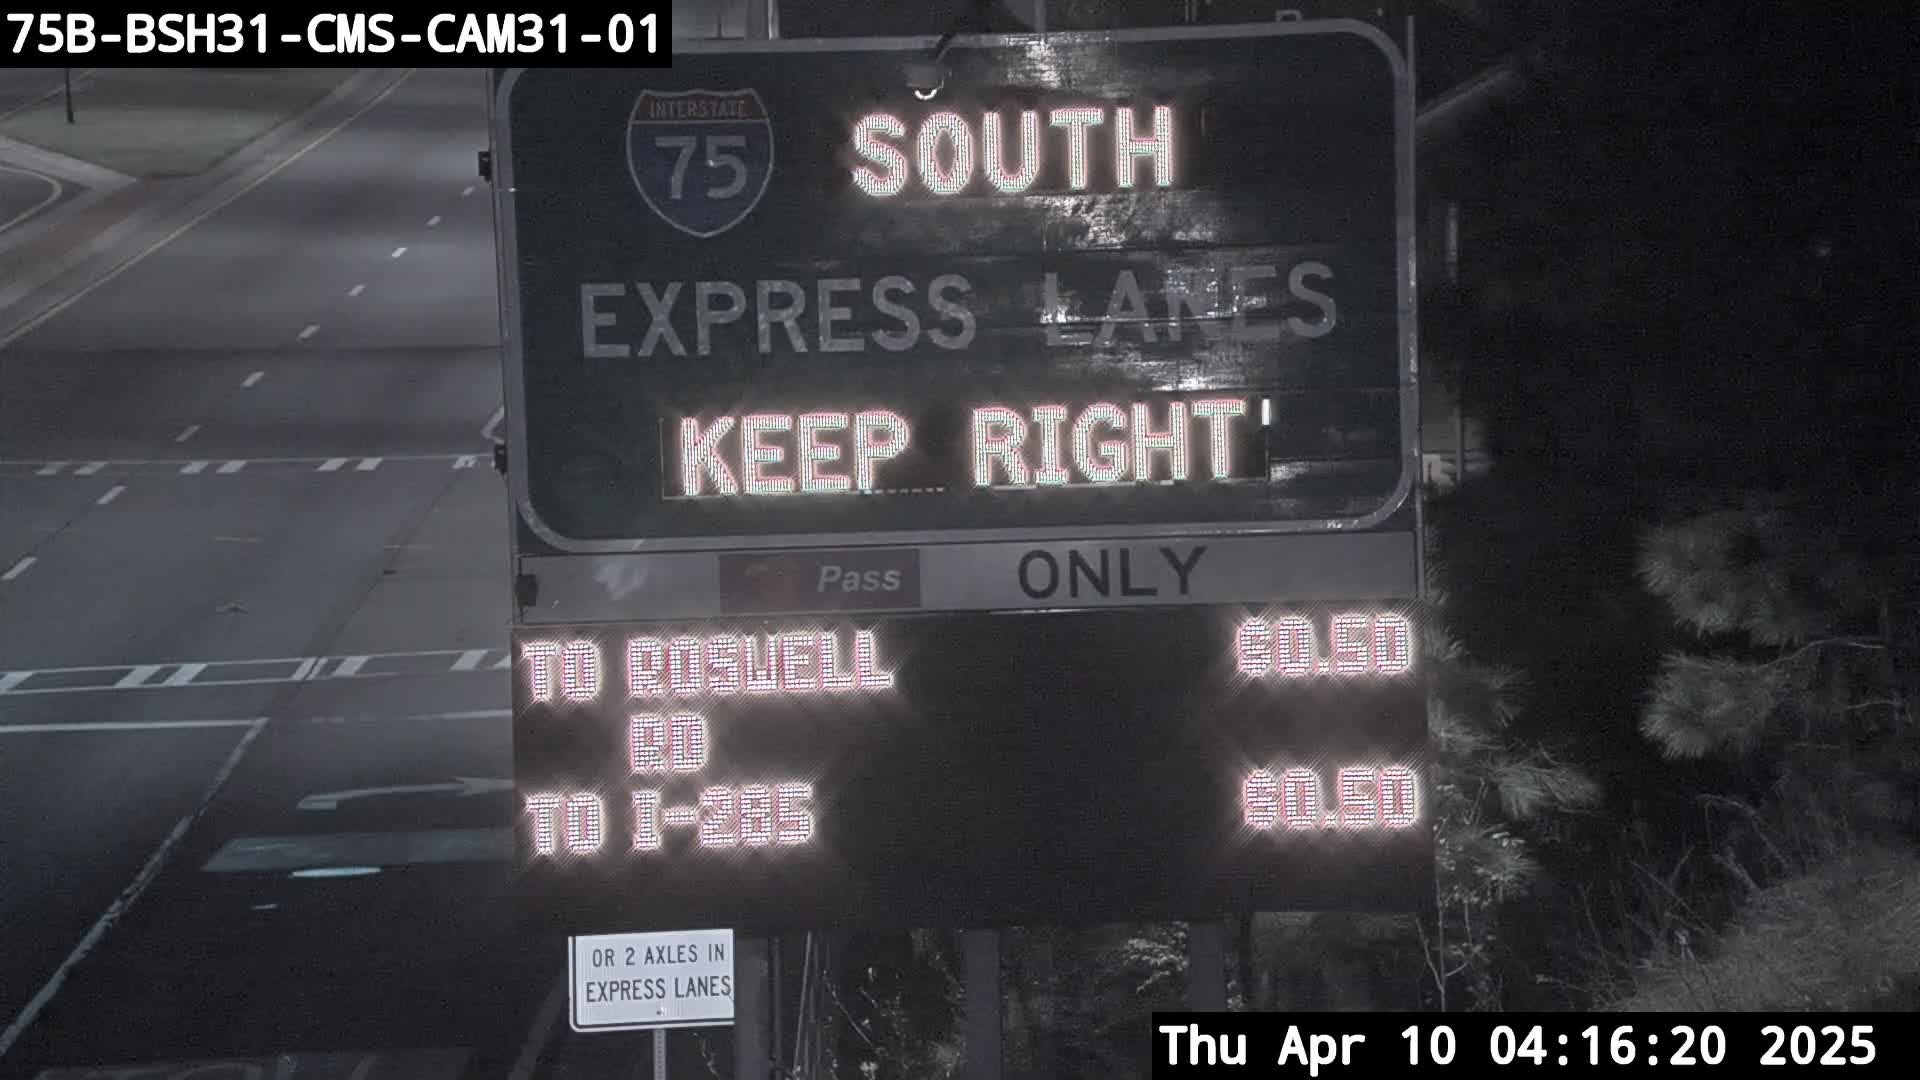 75B-BSH31-CMS-CAM31-01
INTERSTATE
75
SOUTH
EXPRESS LANES
KEEP RIGHT
Pass ONLY
TO ROSWELL $0.50
RD
TO I-285 $0.50
OR 2 AXLES IN
EXPRESS LANES
Thu Apr 10 04:16:20 2025